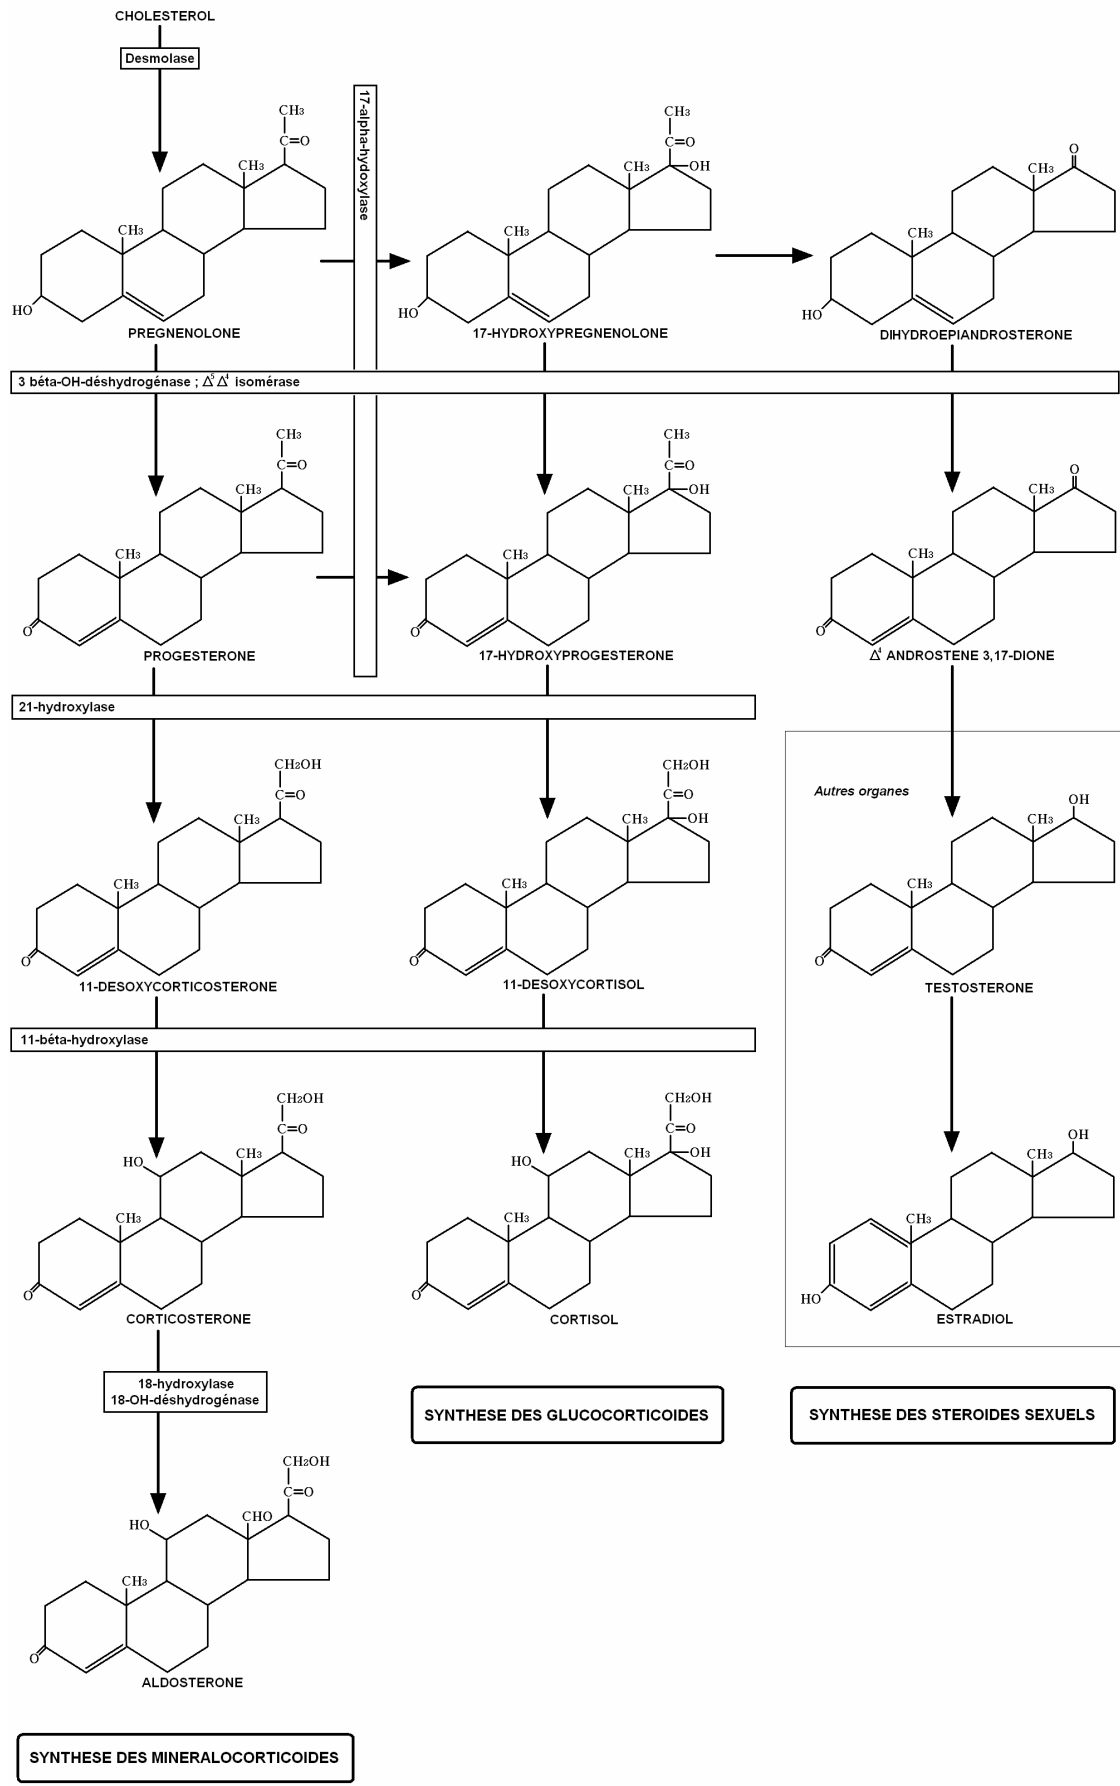 CHOLESTEROL
Desmolase
17-alpha-hydoxylase
CH3
C=O
CH3
CH3
HO
PREGNENOLONE
CH3
C=O
OH
CH3
CH3
HO
17-HYDROXYPREGNENOLONE
O
CH3
CH3
HO
DIHYDROEPIANDROSTERONE
3 béta-OH-déshydrogénase ; Δ5 Δ4 isomérase
CH3
C=O
CH3
CH3
O
PROGESTERONE
CH3
C=O
OH
CH3
CH3
O
17-HYDROXYPROGESTERONE
O
CH3
CH3
O
Δ4 ANDROSTENE 3,17-DIONE
21-hydroxylase
CH2OH
C=O
CH3
CH3
O
11-DESOXYCORTICOSTERONE
CH2OH
C=O
OH
CH3
CH3
O
11-DESOXYCORTISOL
Autres organes
OH
CH3
CH3
O
TESTOSTERONE
11-béta-hydroxylase
CH2OH
C=O
HO
CH3
CH3
O
CORTICOSTERONE
CH2OH
C=O
OH
HO
CH3
CH3
O
CORTISOL
OH
CH3
CH3
HO
ESTRADIOL
18-hydroxylase
18-OH-déshydrogénase
SYNTHESE DES GLUCOCORTICOIDES
SYNTHESE DES STEROIDES SEXUELS
CH2OH
C=O
HO
CHO
CH3
O
ALDOSTERONE
SYNTHESE DES MINERALOCORTICOIDES